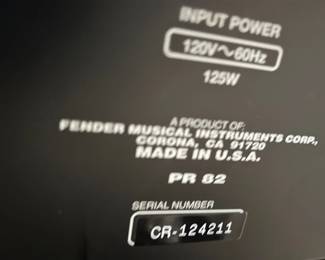 INPUT POWER
120V~60Hz
125W
A PRODUCT OF:
FENDER MUSICAL INSTRUMENTS CORP.,
CORONA, CA 91720
MADE IN U.S.A.
PR 82
SERIAL NUMBER
CR-124211